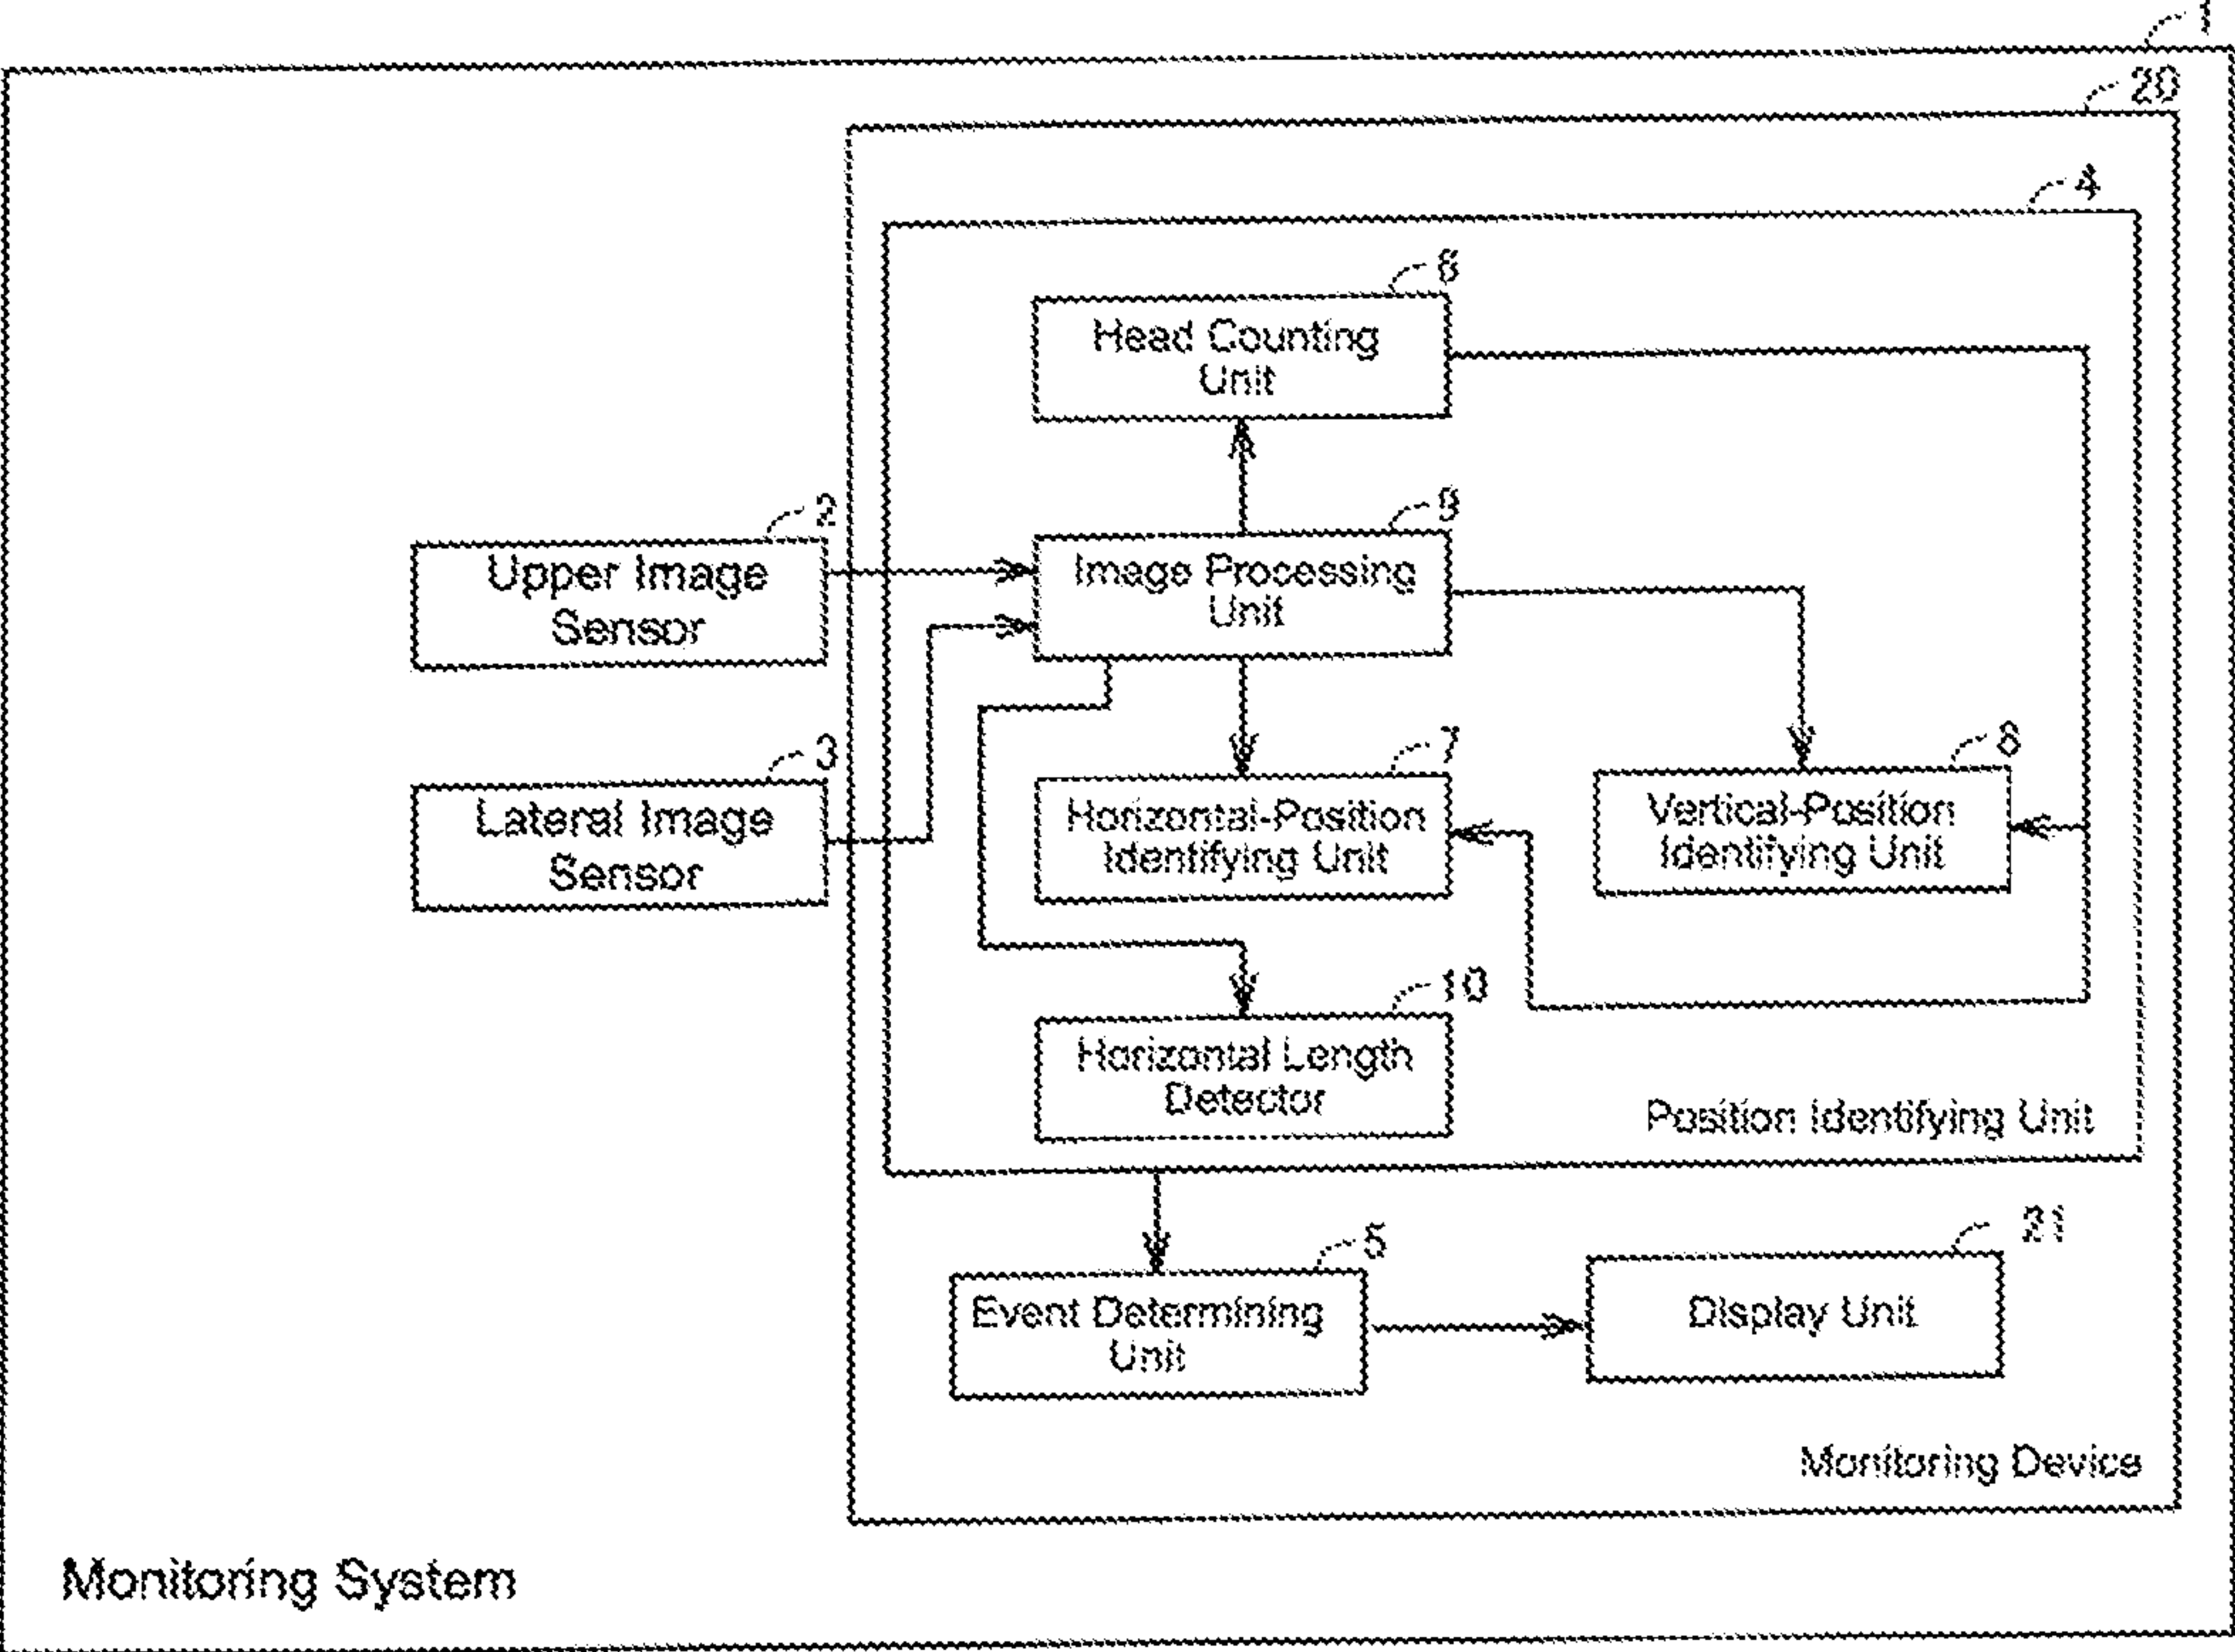 1
20
4
6
Head Counting
Unit
2
9
Upper Image
Sensor
Image Processing
Unit
3
7
8
Lateral Image
Sensor
Horizontal-Position
Identifying Unit
Vertical-Position
Identifying Unit
10
Horizontal Length
Detector
Position Identifying Unit
5
21
Event Determining
Unit
Display Unit
Monitoring Device
Monitoring System